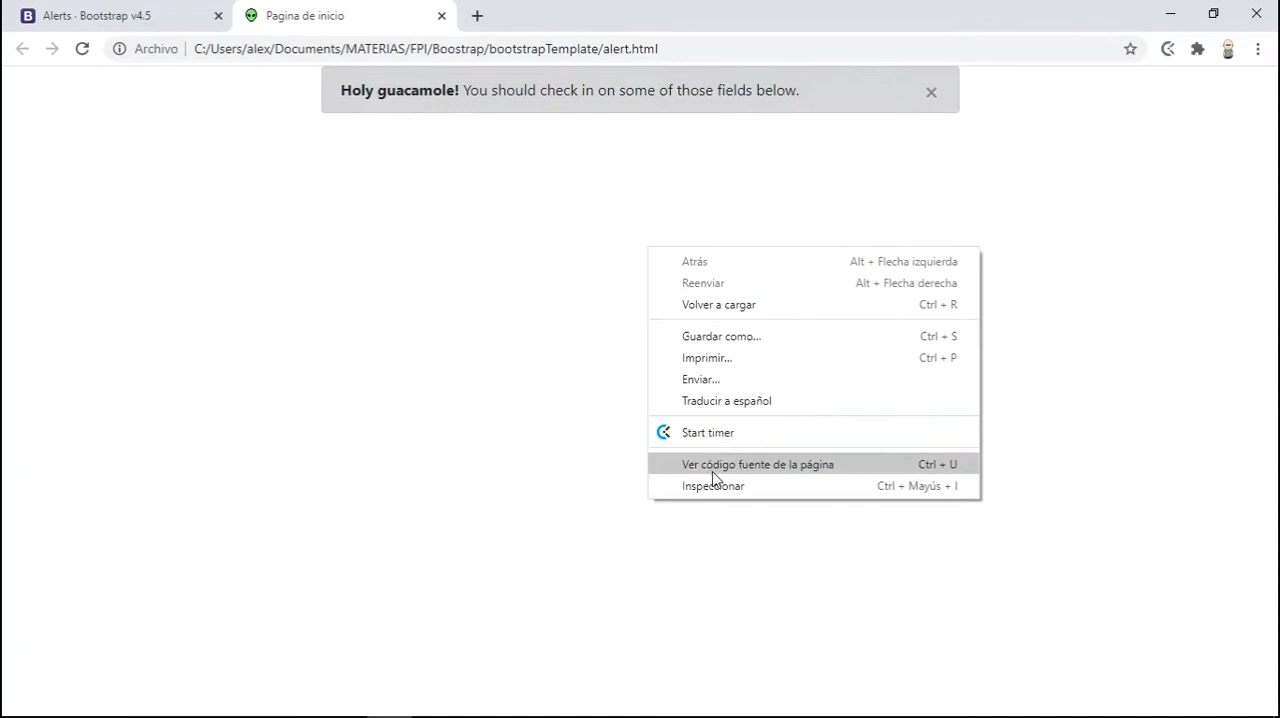 Alerts · Bootstrap v4.5
Pagina de inicio
Archivo
C:/Users/alex/Documents/MATERIAS/FPI/Boostrap/bootstrapTemplate/alert.html
Holy guacamole! You should check in on some of those fields below.
Atrás Alt + Flecha izquierda
Reenviar Alt + Flecha derecha
Volver a cargar Ctrl + R
Guardar como... Ctrl + S
Imprimir... Ctrl + P
Enviar...
Traducir a español
Start timer
Ver código fuente de la página Ctrl + U
Inspeccionar Ctrl + Mayús + I